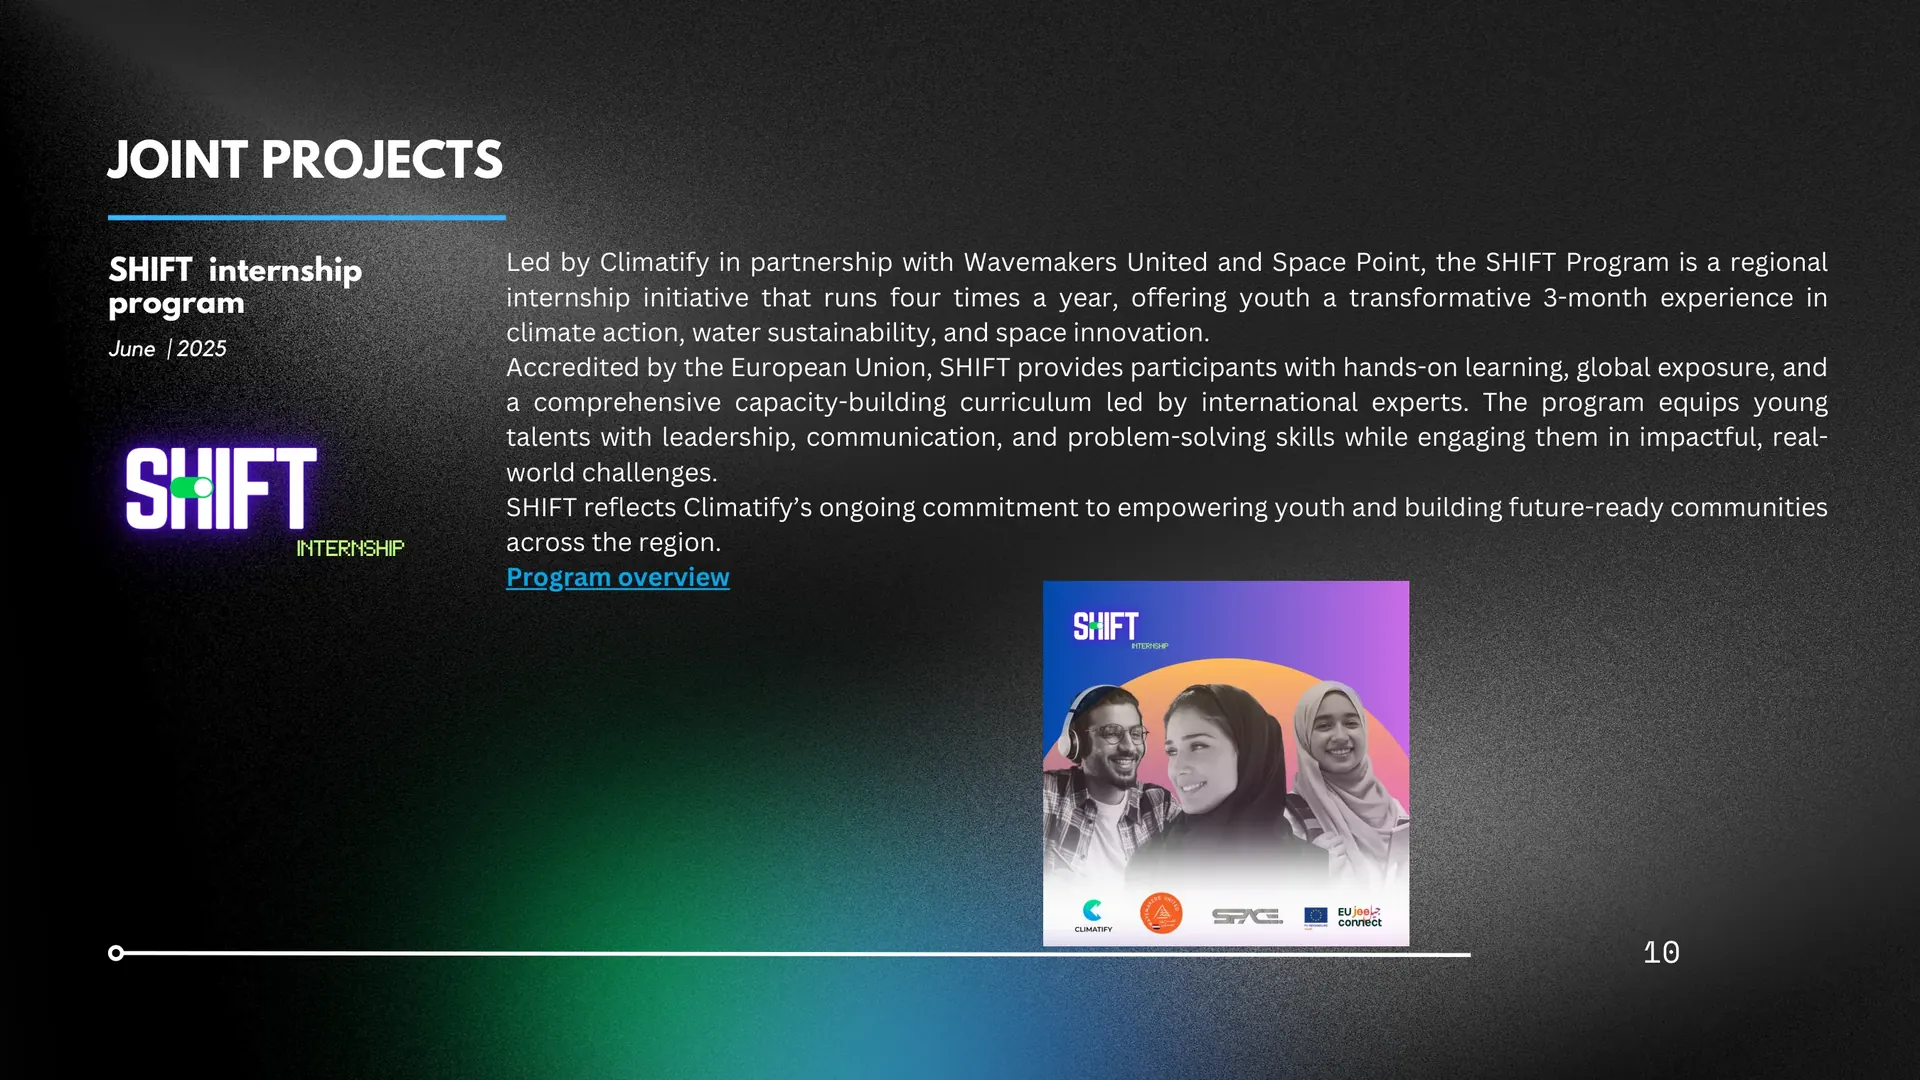 JOINT PROJECTS
SHIFT internship
program
June | 2025
SHIFT
INTERNSHIP
Led by Climatify in partnership with Wavemakers United and Space Point, the SHIFT Program is a regional
internship initiative that runs four times a year, offering youth a transformative 3-month experience in
climate action, water sustainability, and space innovation.
Accredited by the European Union, SHIFT provides participants with hands-on learning, global exposure, and
a comprehensive capacity-building curriculum led by international experts. The program equips young
talents with leadership, communication, and problem-solving skills while engaging them in impactful, real-
world challenges.
SHIFT reflects Climatify’s ongoing commitment to empowering youth and building future-ready communities
across the region.
Program overview
SHIFT
INTERNSHIP
CLIMATIFY
WAVEMAKERS UNITED
SPACE
EU jeel
connect
10